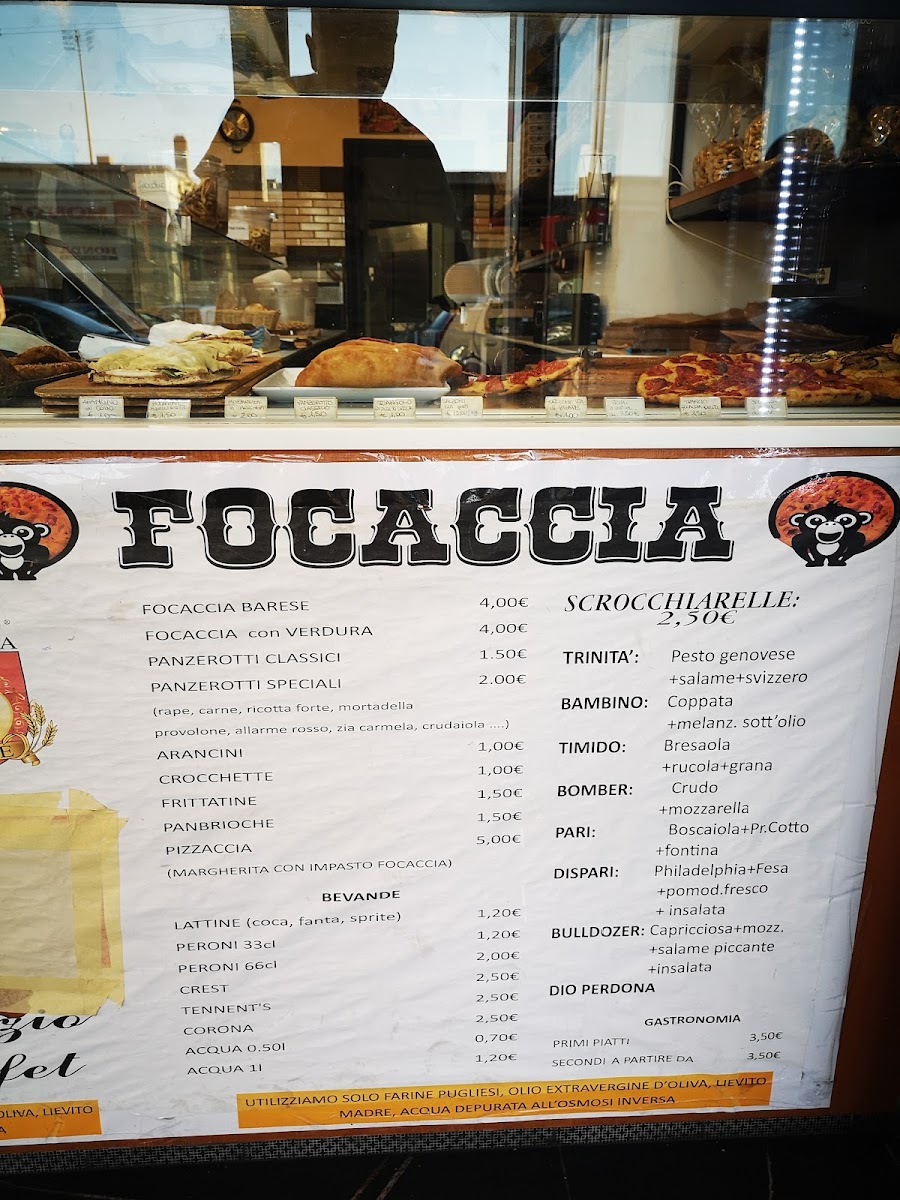 FOCACCIA
FOCACCIA BARESE 4,00€
FOCACCIA con VERDURA 4,00€
PANZEROTTI CLASSICI 1.50€
PANZEROTTI SPECIALI 2.00€
(rape, carne, ricotta forte, mortadella
provolone, allarme rosso, zia carmela, crudaiola ....)
ARANCINI 1,00€
CROCCHETTE 1,00€
FRITTATINE 1,50€
PANBRIOCHE 1,50€
PIZZACCIA 5,00€
(MARGHERITA CON IMPASTO FOCACCIA)
BEVANDE
LATTINE (coca, fanta, sprite) 1,20€
PERONI 33cl 1,20€
PERONI 66cl 2,00€
CREST 2,50€
TENNENT'S 2,50€
CORONA 2,50€
ACQUA 0.50l 0,70€
ACQUA 1l 1,20€
SCROCCHIARELLE:
2,50€
TRINITA': Pesto genovese
+salame+svizzero
BAMBINO: Coppata
+melanz. sott'olio
TIMIDO: Bresaola
+rucola+grana
BOMBER: Crudo
+mozzarella
PARI: Boscaiola+Pr.Cotto
+fontina
DISPARI: Philadelphia+Fesa
+pomod.fresco
+ insalata
BULLDOZER: Capricciosa+mozz.
+salame piccante
+insalata
DIO PERDONA
GASTRONOMIA
PRIMI PIATTI 3,50€
SECONDI A PARTIRE DA 3,50€
UTILIZZIAMO SOLO FARINE PUGLIESI, OLIO EXTRAVERGINE D'OLIVA, LIEVITO
MADRE, ACQUA DEPURATA ALL'OSMOSI INVERSA
OLIVA, LIEVITO